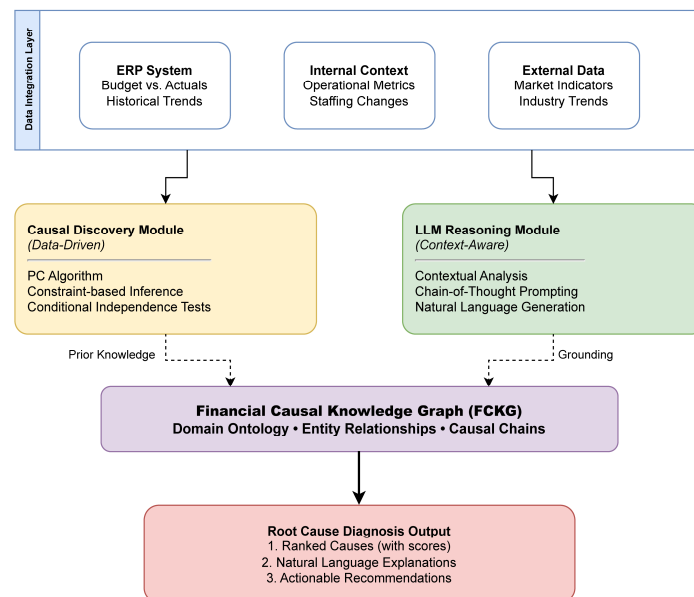 Data Integration Layer
ERP System
Budget vs. Actuals
Historical Trends
Internal Context
Operational Metrics
Staffing Changes
External Data
Market Indicators
Industry Trends
Causal Discovery Module
(Data-Driven)
PC Algorithm
Constraint-based Inference
Conditional Independence Tests
LLM Reasoning Module
(Context-Aware)
Contextual Analysis
Chain-of-Thought Prompting
Natural Language Generation
Prior Knowledge
Grounding
Financial Causal Knowledge Graph (FCKG)
Domain Ontology • Entity Relationships • Causal Chains
Root Cause Diagnosis Output
1. Ranked Causes (with scores)
2. Natural Language Explanations
3. Actionable Recommendations